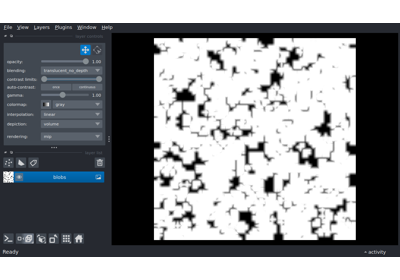 File View Layers Plugins Window Help
opacity: 1.00
blending: translucent_no_depth
contrast limits:
auto-contrast: once continuous
gamma: 1.00
colormap: gray
interpolation: linear
depiction: volume
rendering: mip
blobs
Ready activity